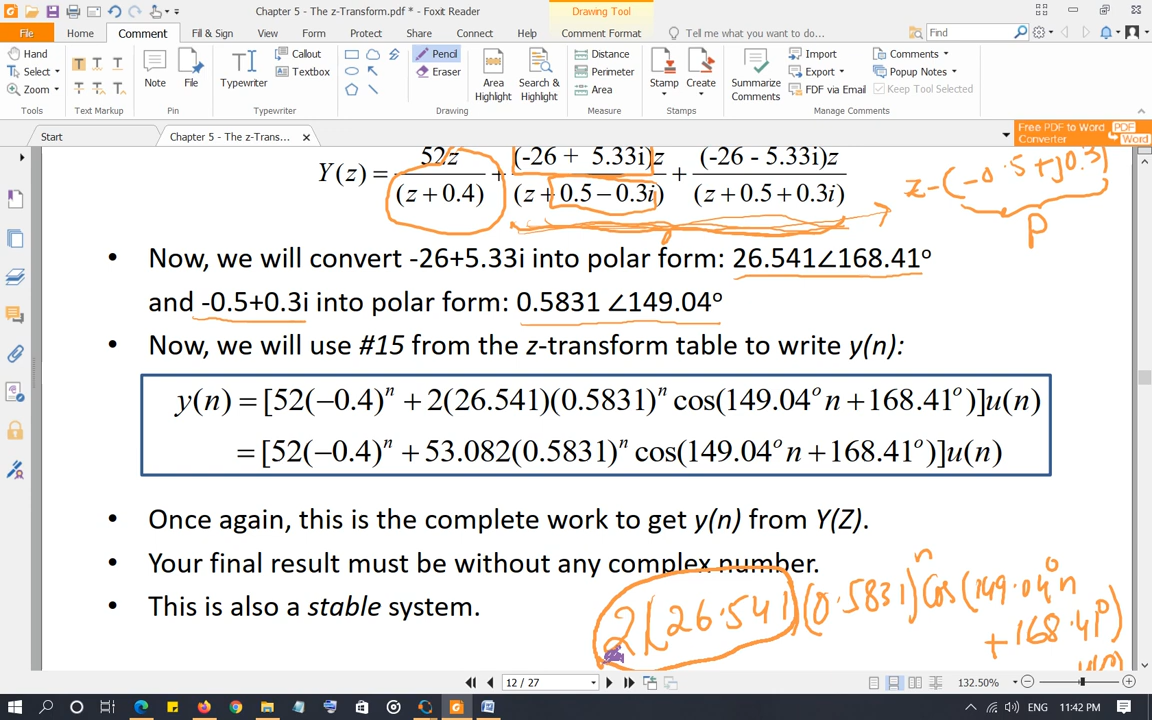 Chapter 5 - The z-Transform.pdf * - Foxit Reader
Drawing Tool
File Home Comment Fill & Sign View Form Protect Share Connect Help Comment Format Tell me what you want to do... Find
Hand
Select
Zoom
Tools
Text Markup
Note
File
Pin
Typewriter
Callout
Textbox
Typewriter
Pencil
Eraser
Drawing
Area Highlight
Search & Highlight
Distance
Perimeter
Area
Measure
Stamp
Create
Stamps
Summarize Comments
Import
Export
FDF via Email
Comments
Popup Notes
Keep Tool Selected
Manage Comments
Start
Chapter 5 - The z-Trans...
Free PDF to Word Converter
PDF
Word
Y(z) = 52z/(z+0.4) + (-26 + 5.33i)z/(z+0.5−0.3i) + (-26 - 5.33i)z/(z+0.5+0.3i)
z-(-0.5+j0.3)
P
• Now, we will convert -26+5.33i into polar form: 26.541∠168.41°
and -0.5+0.3i into polar form: 0.5831 ∠149.04°
• Now, we will use #15 from the z-transform table to write y(n):
y(n) = [52(−0.4)ⁿ + 2(26.541)(0.5831)ⁿ cos(149.04° n + 168.41°)]u(n)
= [52(−0.4)ⁿ + 53.082(0.5831)ⁿ cos(149.04° n + 168.41°)]u(n)
• Once again, this is the complete work to get y(n) from Y(Z).
• Your final result must be without any complex number.
• This is also a stable system.
2(26.541)(0.5831)ⁿ Cos(149.04°n
+168.41°)
u(n)
12 / 27
132.50%
ENG
11:42 PM